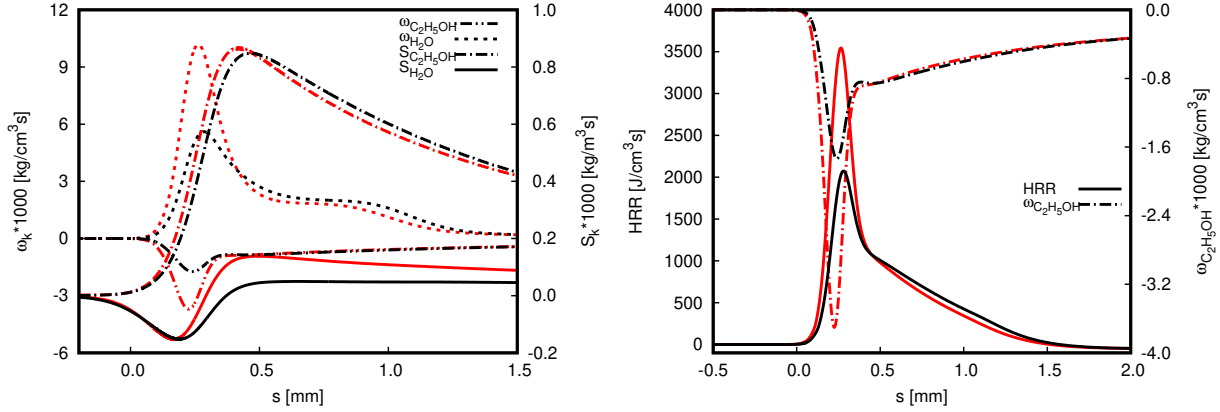 ω_k*1000 [kg/cm³s]
12
9
6
3
0
-3
-6
ω_C₂H₅OH
ω_H₂O
S_C₂H₅OH
S_H₂O
1.0
0.8
0.6
0.4
0.2
0.0
-0.2
S_k*1000 [kg/m³s]
0.0 0.5 1.0 1.5
s [mm]
HRR [J/cm³s]
4000
3500
3000
2500
2000
1500
1000
500
0
HRR
ω_C₂H₅OH
0.0
-0.8
-1.6
-2.4
-3.2
-4.0
ω_C₂H₅OH*1000 [kg/cm³s]
-0.5 0.0 0.5 1.0 1.5 2.0
s [mm]